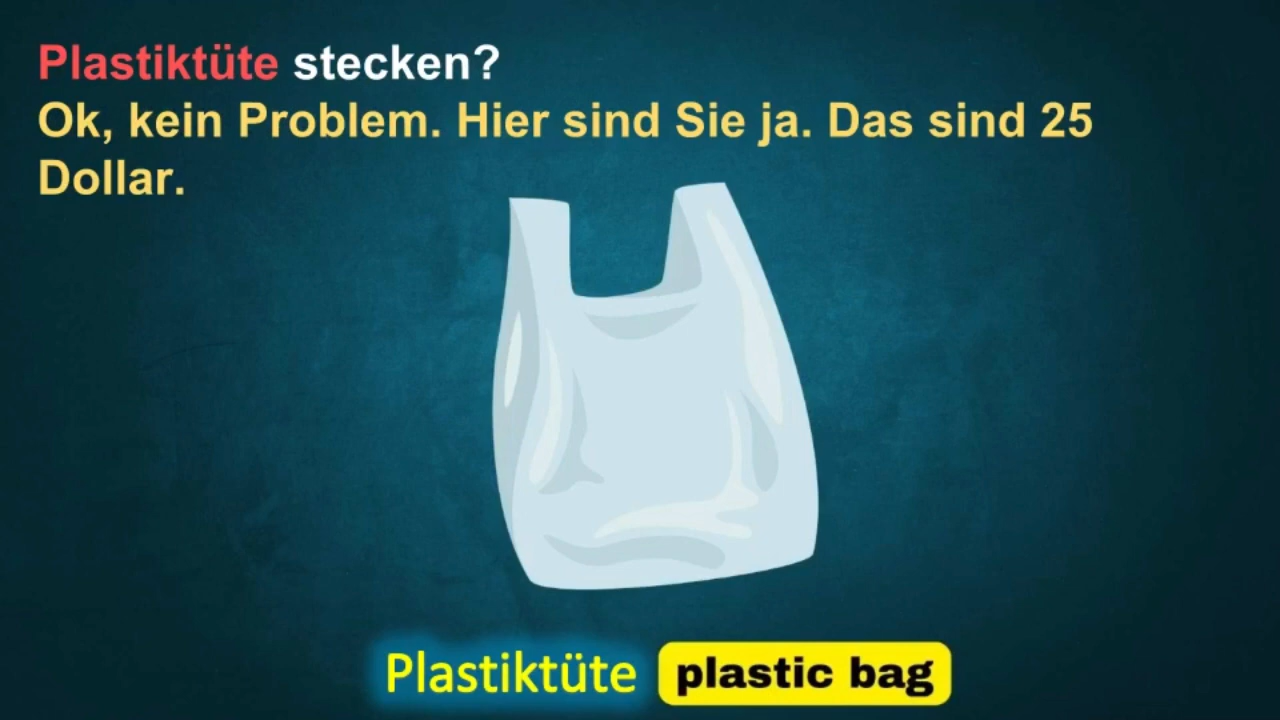 Plastiktüte stecken?
Ok, kein Problem. Hier sind Sie ja. Das sind 25
Dollar.
Plastiktüte plastic bag